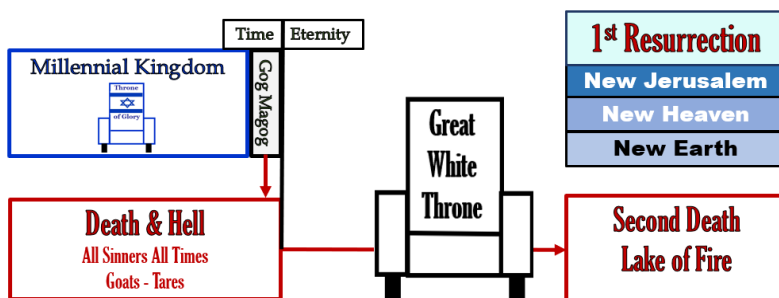 Time Eternity
Millennial Kingdom
Throne
of Glory
Gog Magog
Death & Hell
All Sinners All Times
Goats - Tares
Great
White
Throne
1st Resurrection
New Jerusalem
New Heaven
New Earth
Second Death
Lake of Fire